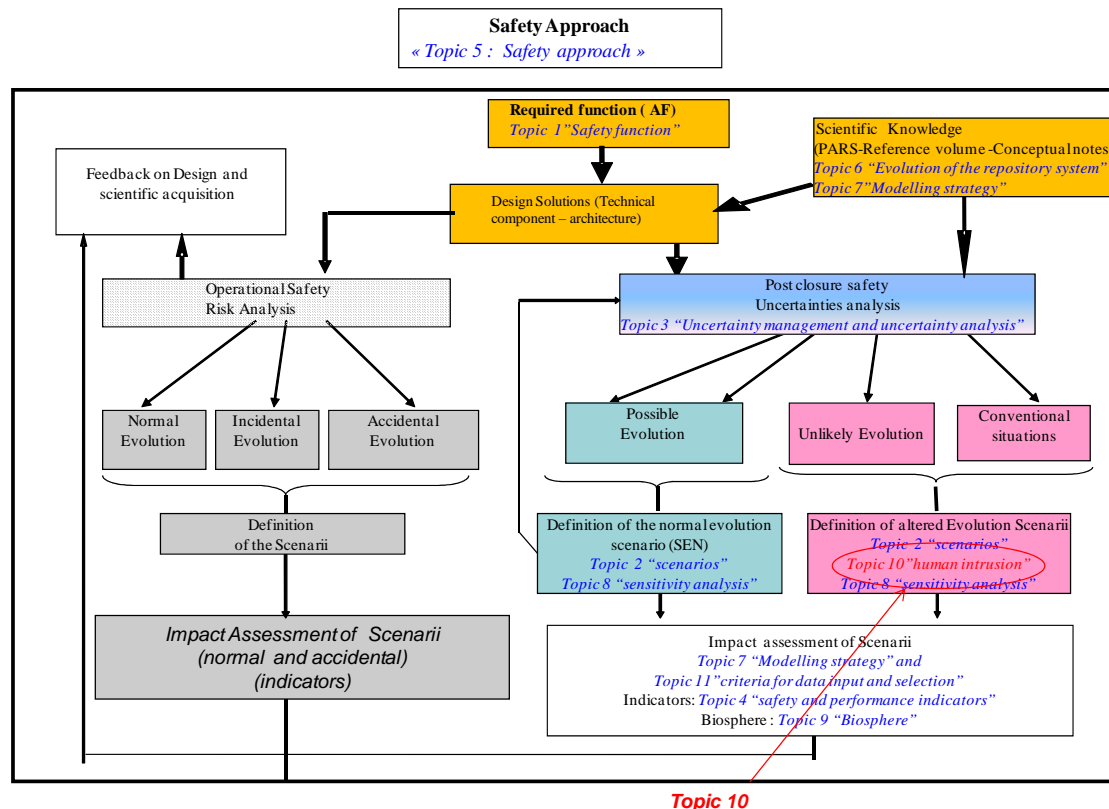 Safety Approach
« Topic 5 : Safety approach »
Required function ( AF)
Topic 1”Safety function”
Scientific Knowledge
(PARS-Reference volume -Conceptual notes
Topic 6 “Evolution of the repository system”
Topic 7”Modelling strategy”
Feedback on Design and
scientific acquisition
Design Solutions (Technical
component – architecture)
Operational Safety
Risk Analysis
Post closure safety
Uncertainties analysis
Topic 3 “Uncertainty management and uncertainty analysis”
Normal
Evolution
Incidental
Evolution
Accidental
Evolution
Possible
Evolution
Unlikely Evolution
Conventional
situations
Definition
of the Scenarii
Definition of the normal evolution
scenario (SEN)
Topic 2 “scenarios”
Topic 8 “sensitivity analysis”
Definition of altered Evolution Scenarii
Topic 2 “scenarios”
Topic 10”human intrusion”
Topic 8 “sensitivity analysis”
Impact Assessment of Scenarii
(normal and accidental)
(indicators)
Impact assessment of Scenarii
Topic 7 “Modelling strategy” and
Topic 11”criteria for data input and selection”
Indicators: Topic 4 “safety and performance indicators”
Biosphere : Topic 9 “Biosphere”
Topic 10